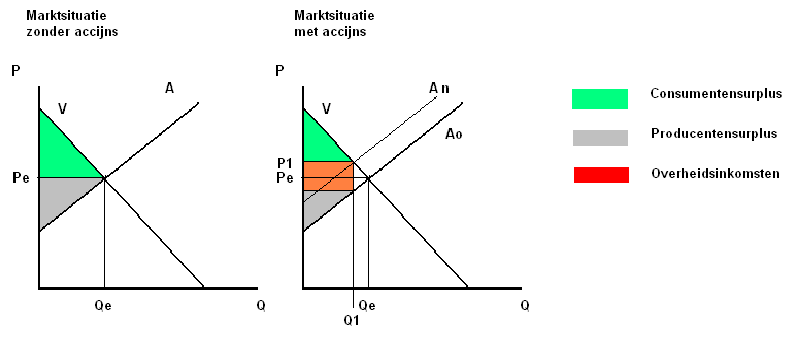 Marktsituatie
zonder accijns
Marktsituatie
met accijns
P
A
V
Pe
Qe
Q
P
An
V
Ao
P1
Pe
Qe
Q
Q1
Consumentensurplus
Producentensurplus
Overheidsinkomsten